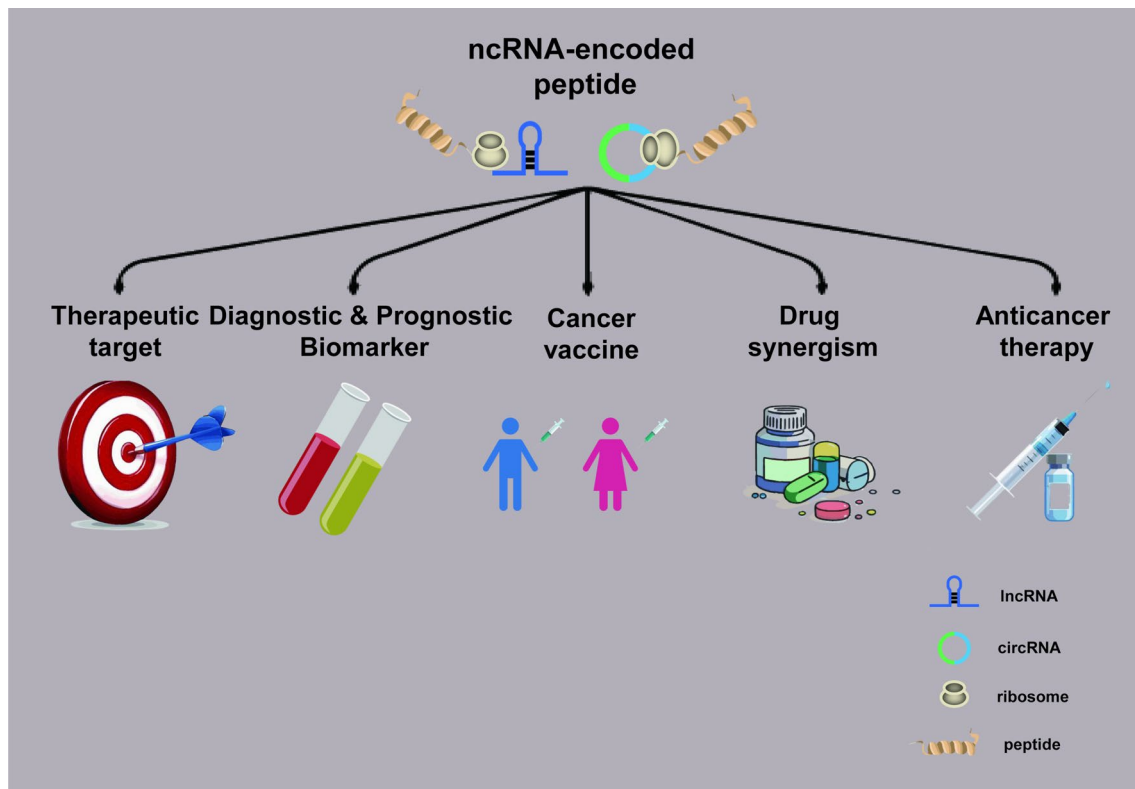 ncRNA-encoded
peptide
Therapeutic
target
Diagnostic & Prognostic
Biomarker
Cancer
vaccine
Drug
synergism
Anticancer
therapy
lncRNA
circRNA
ribosome
peptide